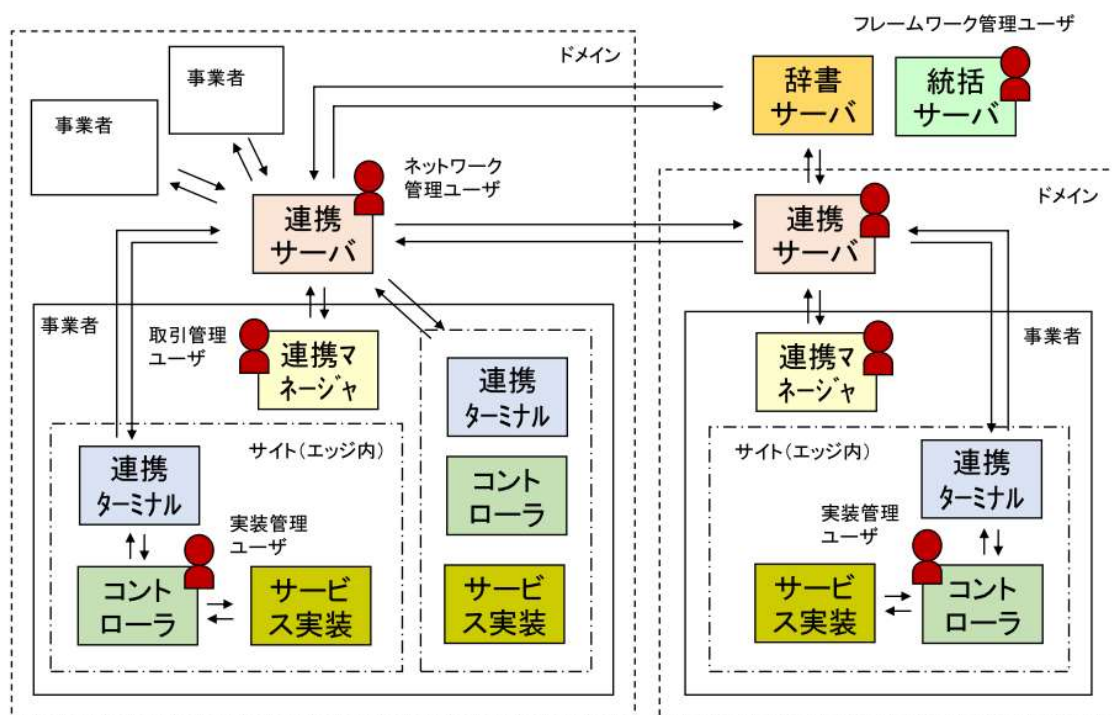 フレームワーク管理ユーザ
ドメイン
事業者
事業者
辞書
サーバ
統括
サーバ
ネットワーク
管理ユーザ
ドメイン
連携
サーバ
連携
サーバ
事業者
取引管理
ユーザ
連携マ
ネージャ
連携
ターミナル
サイト(エッジ内)
連携
ターミナル
コント
ローラ
実装管理
ユーザ
コント
ローラ
サービ
ス実装
サービ
ス実装
事業者
連携マ
ネージャ
サイト(エッジ内)
連携
ターミナル
実装管理
ユーザ
サービ
ス実装
コント
ローラ